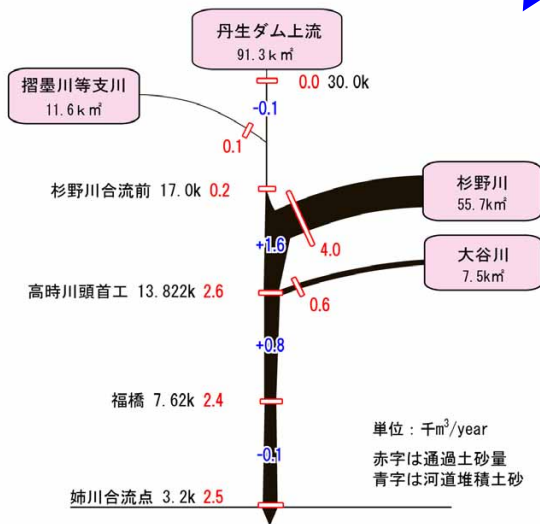 丹生ダム上流
91.3k㎡
0.0 30.0k
摺墨川等支川
11.6k㎡
-0.1
0.1
杉野川合流前 17.0k 0.2
杉野川
55.7k㎡
4.0
+1.6
大谷川
7.5k㎡
高時川頭首工 13.822k 2.6
0.6
+0.8
福橋 7.62k 2.4
単位：千m³/year
-0.1
赤字は通過土砂量
青字は河道堆積土砂
姉川合流点 3.2k 2.5